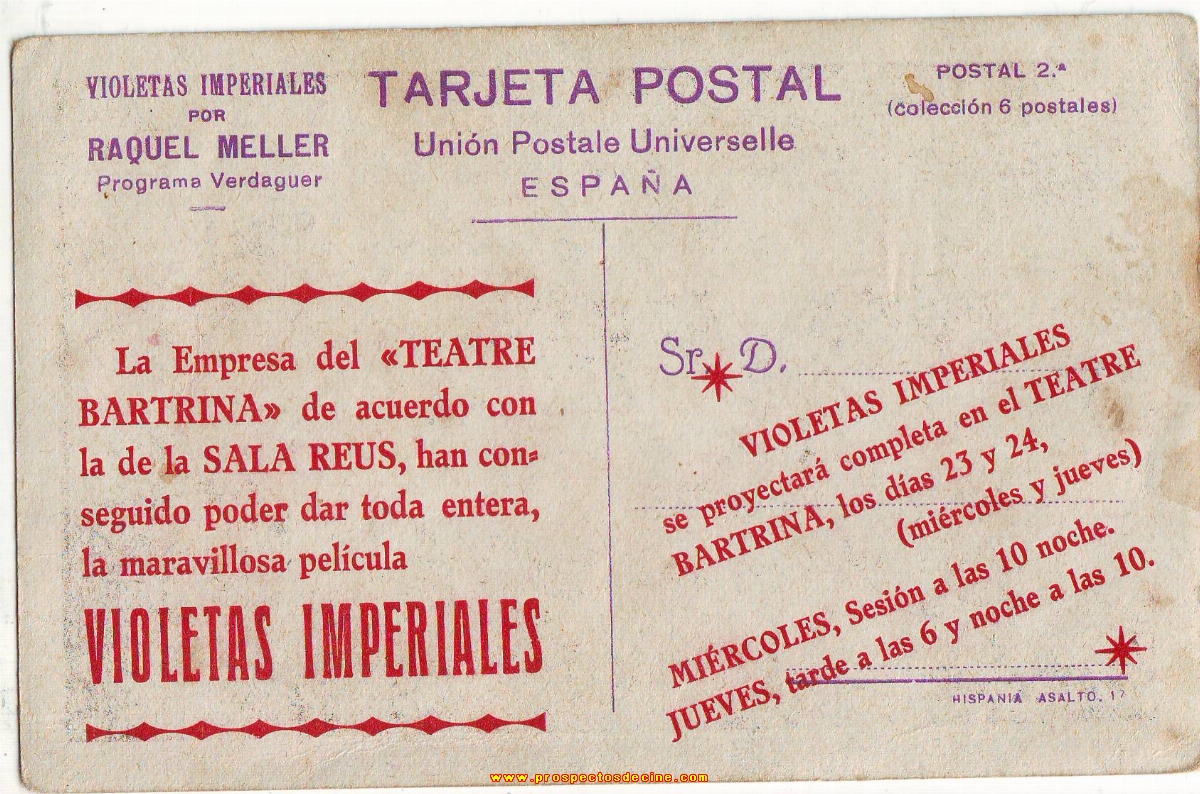 VIOLETAS IMPERIALES
POR
RAQUEL MELLER
Programa Verdaguer
TARJETA POSTAL
Unión Postale Universelle
ESPAÑA
POSTAL 2.ª
(colección 6 postales)
La Empresa del «TEATRE
BARTRINA» de acuerdo con
la de la SALA REUS, han con=
seguido poder dar toda entera,
la maravillosa película
VIOLETAS IMPERIALES
Sr. D.
VIOLETAS IMPERIALES
se proyectará completa en el TEATRE
BARTRINA, los días 23 y 24,
(miércoles y jueves)
MIÉRCOLES, Sesión a las 10 noche.
JUEVES, tarde a las 6 y noche a las 10.
HISPANIA ASALTO, 17
www.prospectosdecine.com